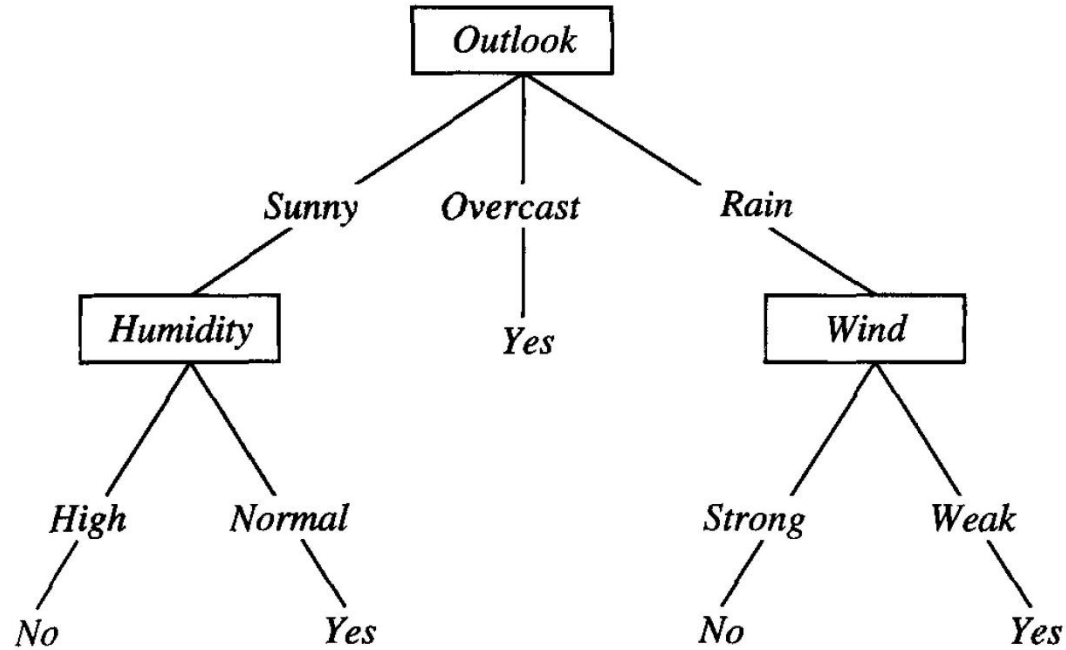 Outlook
Sunny Overcast Rain
Humidity Yes Wind
High Normal Strong Weak
No Yes No Yes